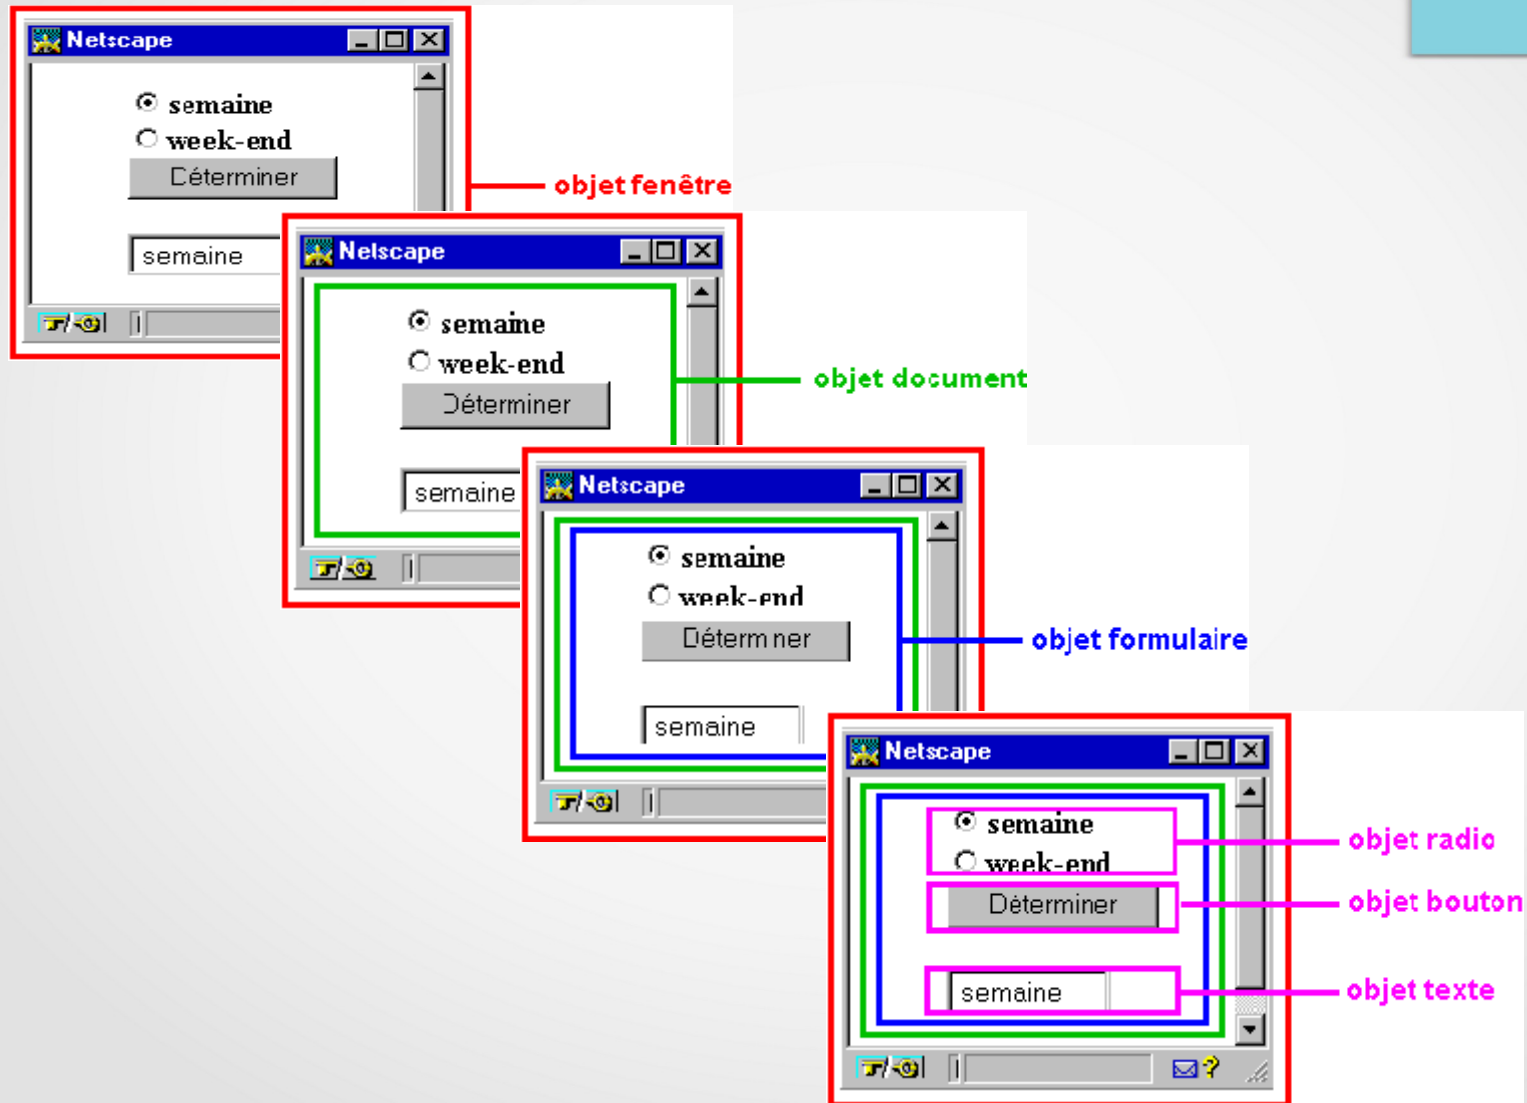 Netscape
semaine
week-end
Déterminer
objet fenêtre
semaine
Netscape
semaine
week-end
objet document
Déterminer
semaine
Netscape
semaine
week-end
Déterminer
objet formulaire
semaine
Netscape
semaine
objet radio
week-end
Déterminer
objet bouton
semaine
objet texte